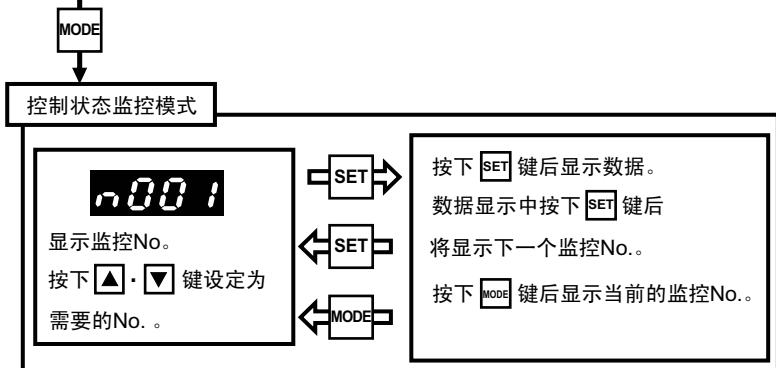 MODE
控制状态监控模式
n001
显示监控No。
按下▲·▼键设定为
需要的No. 。
SET
SET
MODE
按下SET键后显示数据。
数据显示中按下SET键后
将显示下一个监控No.。
按下MODE键后显示当前的监控No.。